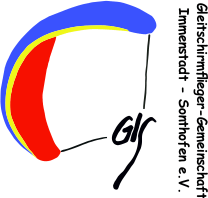 Gleitschirmflieger-Gemeinschaft
Immenstadt - Sonthofen e.V.
GIS